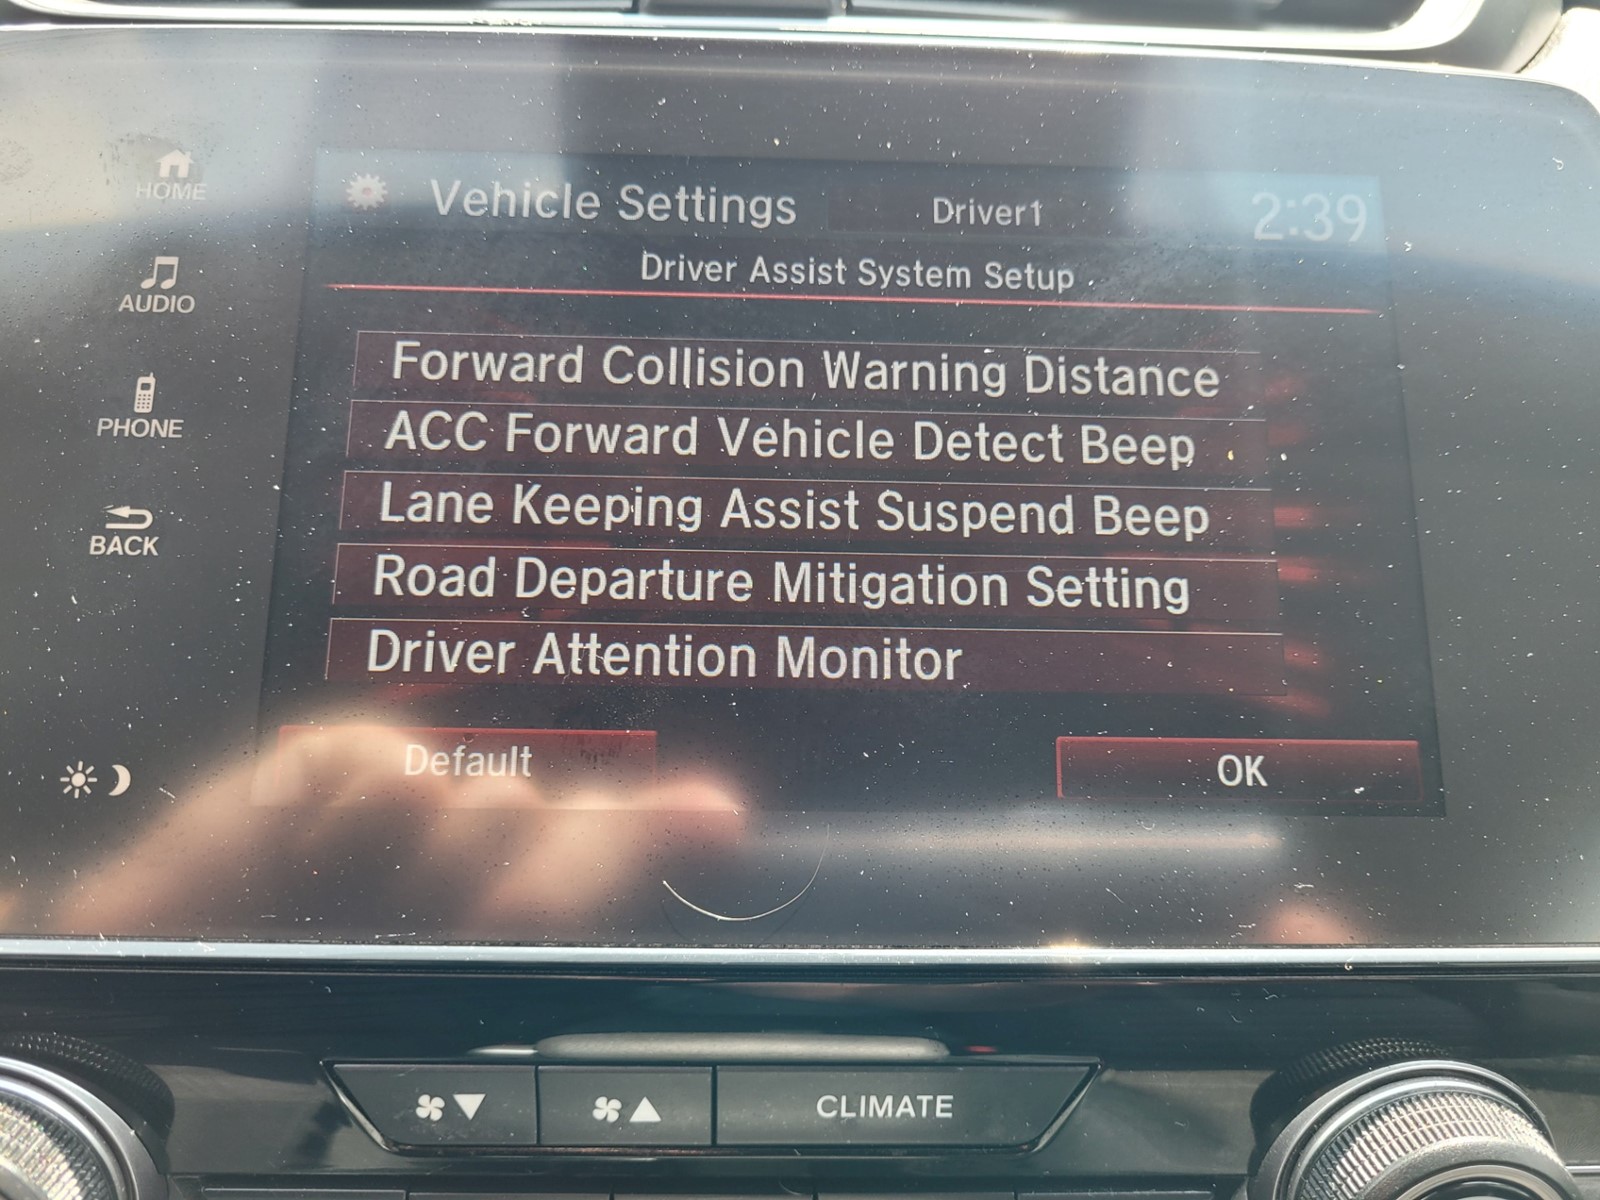 HOME
AUDIO
PHONE
BACK
Vehicle Settings
Driver1
2:39
Driver Assist System Setup
Forward Collision Warning Distance
ACC Forward Vehicle Detect Beep
Lane Keeping Assist Suspend Beep
Road Departure Mitigation Setting
Driver Attention Monitor
Default
OK
CLIMATE